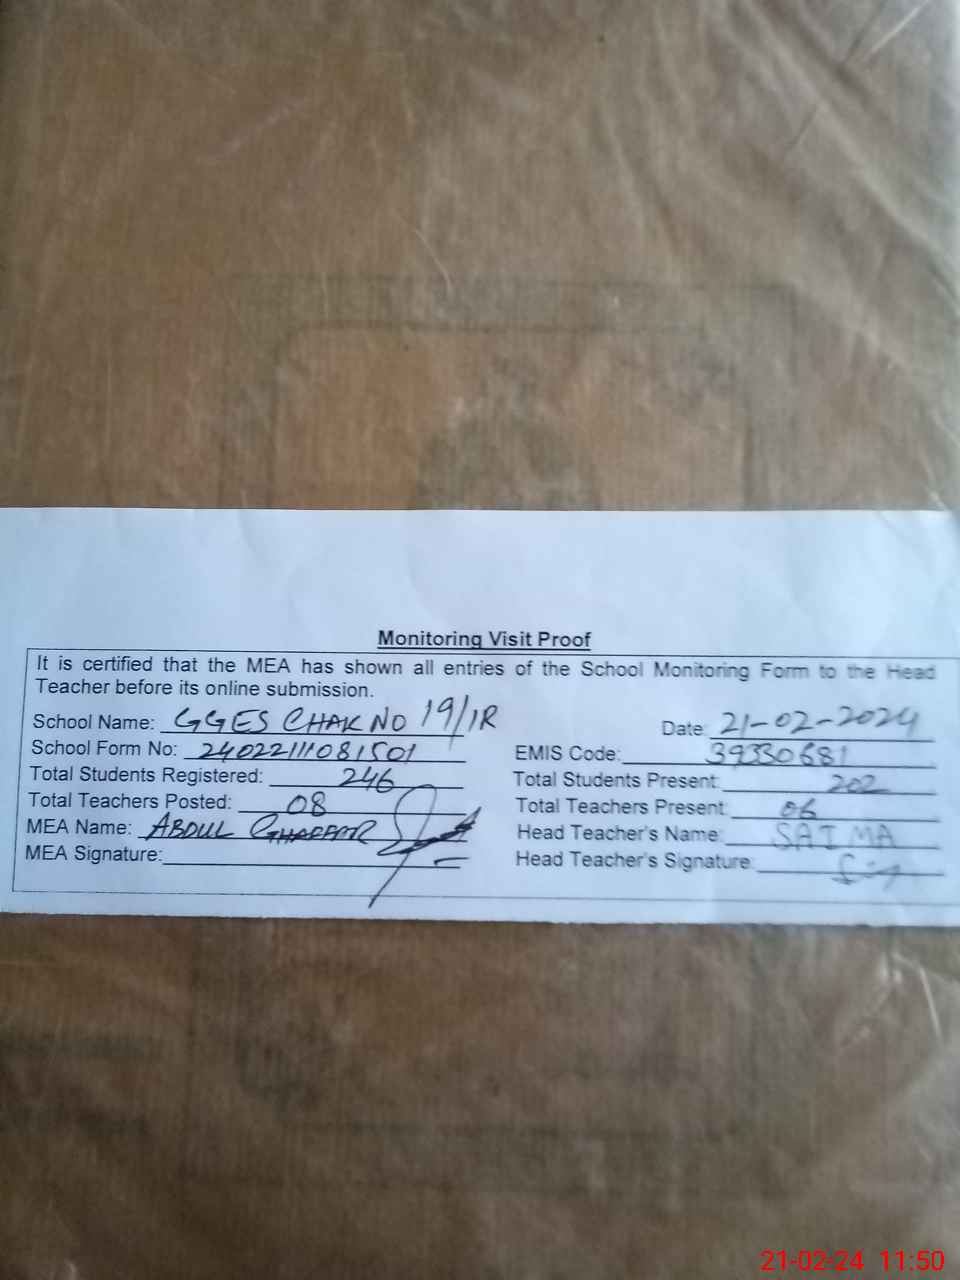 Monitoring Visit Proof
It is certified that the MEA has shown all entries of the School Monitoring Form to the Head
Teacher before its online submission.
School Name: GGES CHAK NO 19/1R Date: 21-02-2024
School Form No: 24022111081501 EMIS Code: 39330681
Total Students Registered: 246 Total Students Present: 202
Total Teachers Posted: 08 Total Teachers Present: 06
MEA Name: ABDUL GHAFFAR Head Teacher's Name: SAIMA
MEA Signature: Head Teacher's Signature:
21-02-24 11:50